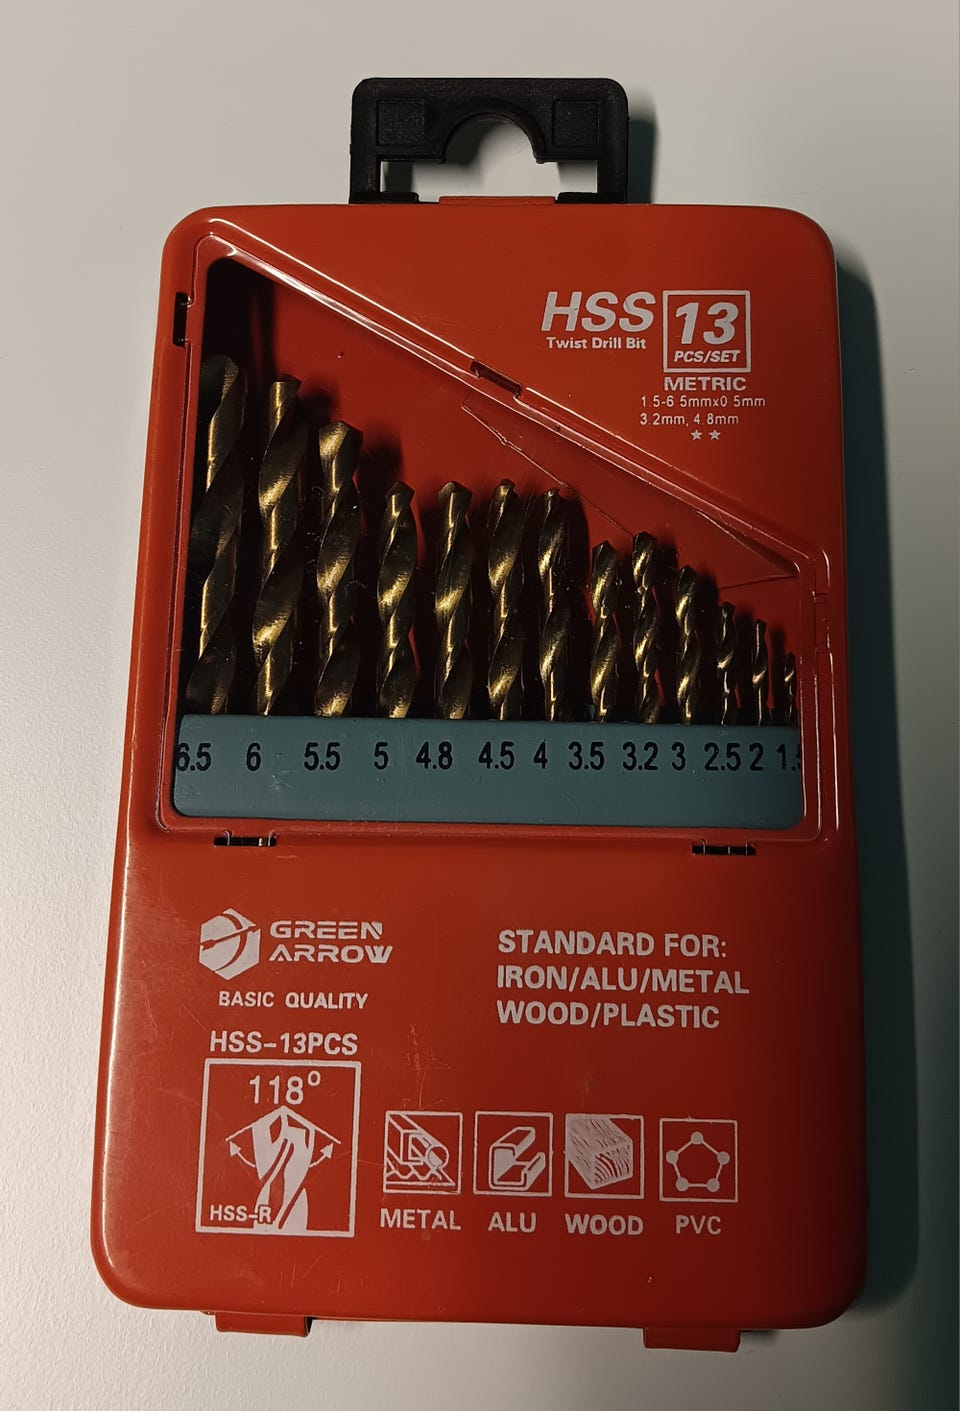 HSS 13
Twist Drill Bit PCS/SET
METRIC
1.5-6 5mmx0 5mm
3.2mm, 4.8mm
6.5 6 5.5 5 4.8 4.5 4 3.5 3.2 3 2.5 2 1.5
GREEN
ARROW
BASIC QUALITY
STANDARD FOR:
IRON/ALU/METAL
WOOD/PLASTIC
HSS-13PCS
118°
HSS-R
METAL ALU WOOD PVC